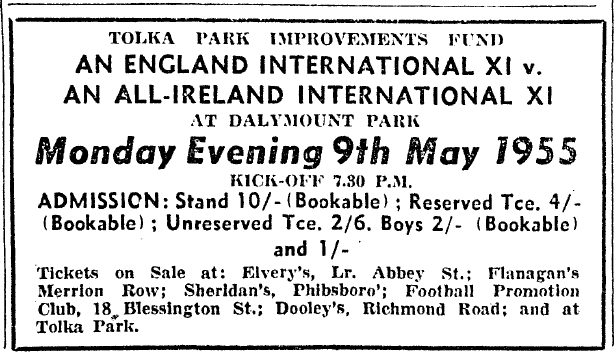 TOLKA PARK IMPROVEMENTS FUND
AN ENGLAND INTERNATIONAL XI v.
AN ALL-IRELAND INTERNATIONAL XI
AT DALYMOUNT PARK
Monday Evening 9th May 1955
KICK-OFF 7.30 P.M.
ADMISSION: Stand 10/- (Bookable) ; Reserved Tce. 4/-
(Bookable) ; Unreserved Tce. 2/6. Boys 2/- (Bookable)
and 1/-
Tickets on Sale at: Elvery's, Lr. Abbey St.; Flanagan's
Merrion Row; Sheridan's, Phibsboro'; Football Promotion
Club, 18 Blessington St.; Dooley's, Richmond Road; and at
Tolka Park.